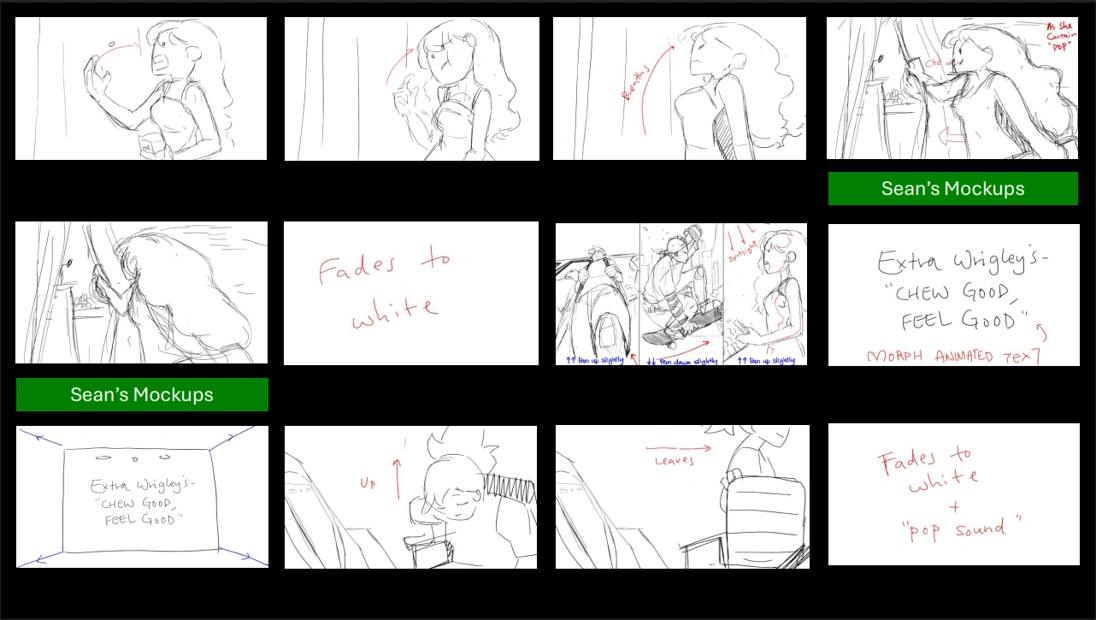 Breaths
As She
Curtain
"POP"
Chew
Sean's Mockups
Fades to
white
spotlight
↑↑ Pan up slightly
↓↓ Pan down slightly
↑↑ Pan up slightly
Extra Wrigley's-
"CHEW GOOD,
FEEL GOOD"
MORPH ANIMATED TEXT
Sean's Mockups
Extra Wrigley's-
"CHEW GOOD,
FEEL GOOD"
UP
Leaves
Fades to
white
+
"pop sound"